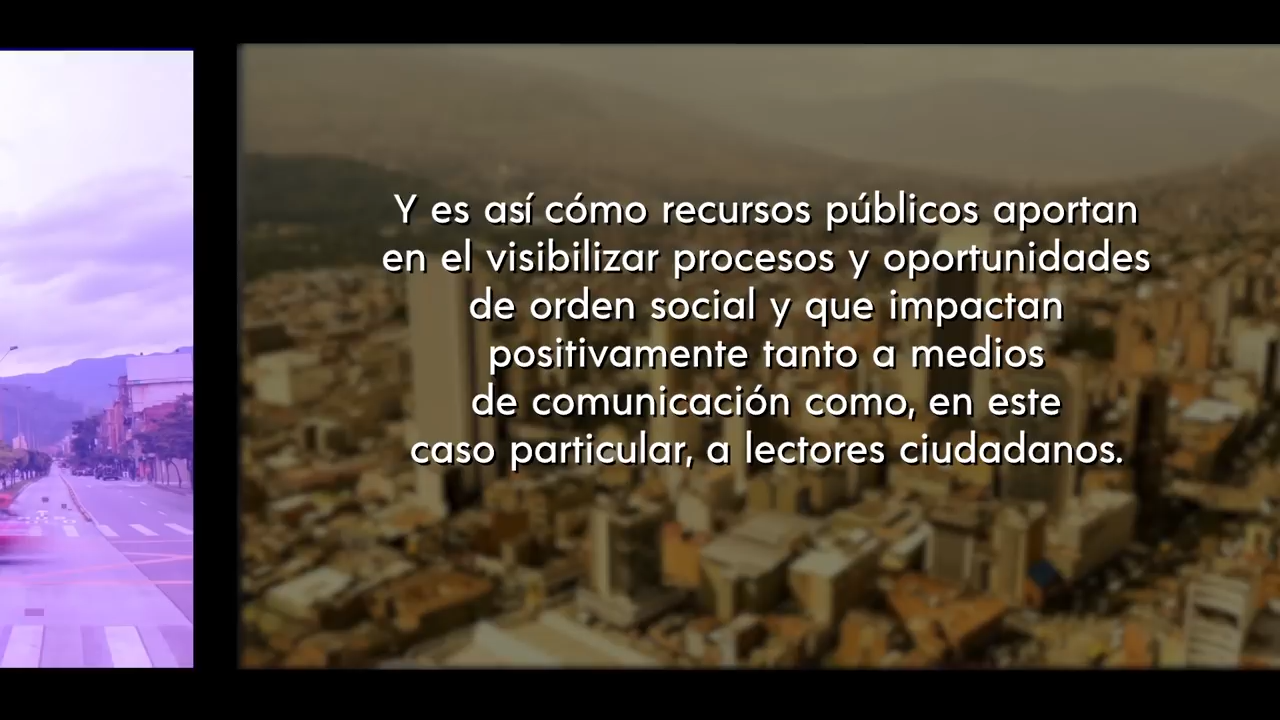 Y es así cómo recursos públicos aportan
en el visibilizar procesos y oportunidades
de orden social y que impactan
positivamente tanto a medios
de comunicación como, en este
caso particular, a lectores ciudadanos.